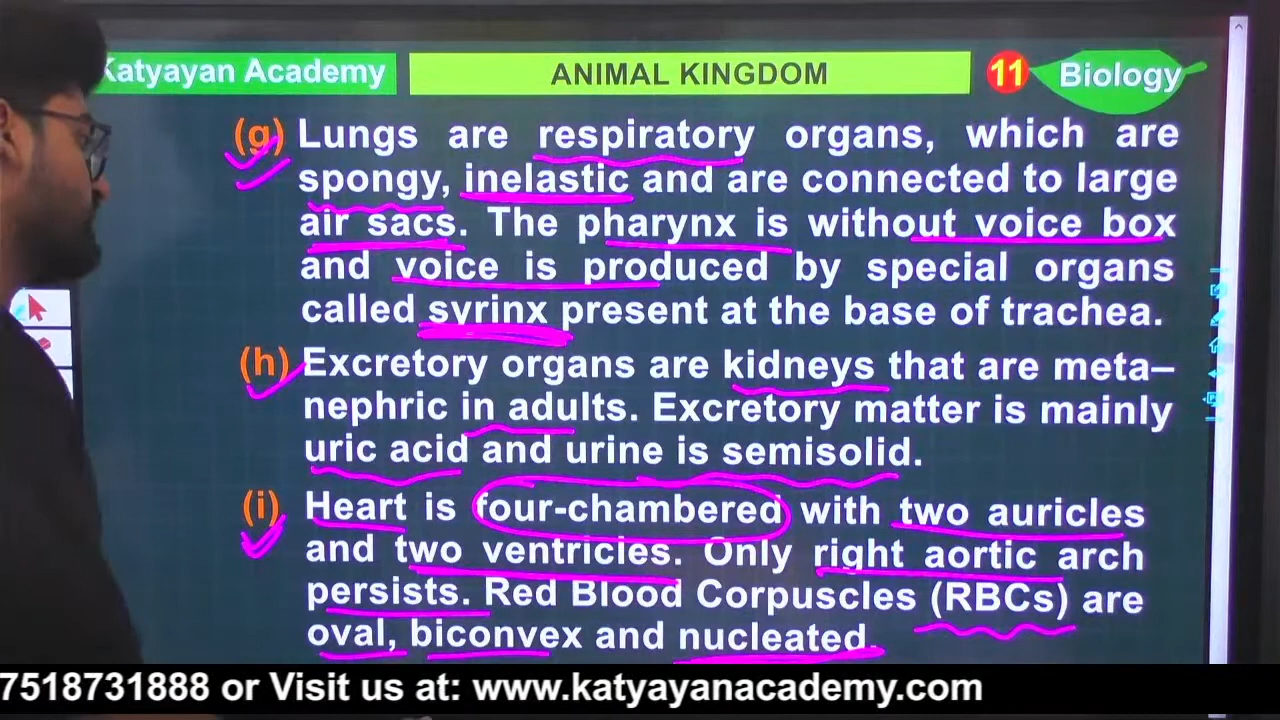 Katyayan Academy
ANIMAL KINGDOM
11 Biology
(g) Lungs are respiratory organs, which are
spongy, inelastic and are connected to large
air sacs. The pharynx is without voice box
and voice is produced by special organs
called syrinx present at the base of trachea.
(h) Excretory organs are kidneys that are meta–
nephric in adults. Excretory matter is mainly
uric acid and urine is semisolid.
(i) Heart is four-chambered with two auricles
and two ventricies. Only right aortic arch
persists. Red Blood Corpuscles (RBCs) are
oval, biconvex and nucleated.
7518731888 or Visit us at: www.katyayanacademy.com